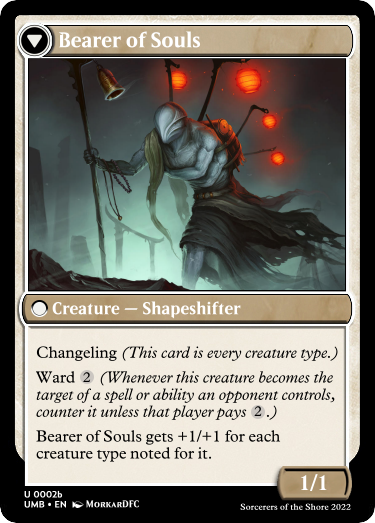 Bearer of Souls
Creature — Shapeshifter
Changeling (This card is every creature type.)
Ward 2 (Whenever this creature becomes the
target of a spell or ability an opponent controls,
counter it unless that player pays 2.)
Bearer of Souls gets +1/+1 for each
creature type noted for it.
1/1
U 0002b
UMB • EN MorkarDFC
Sorcerers of the Shore 2022